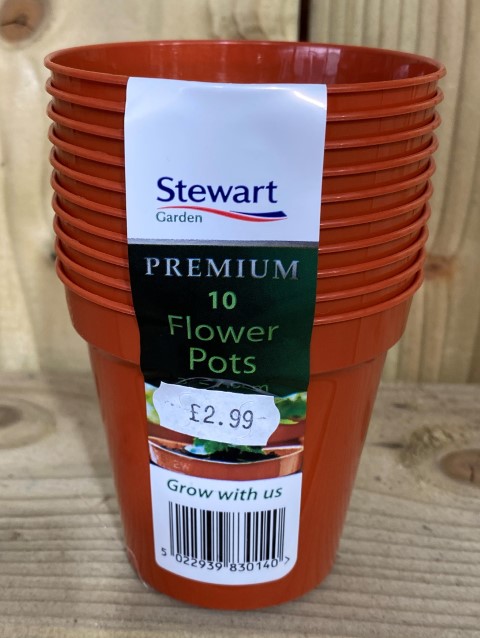 Stewart
Garden
PREMIUM
10
Flower
Pots
£2.99
Grow with us
5 022939 830140 >